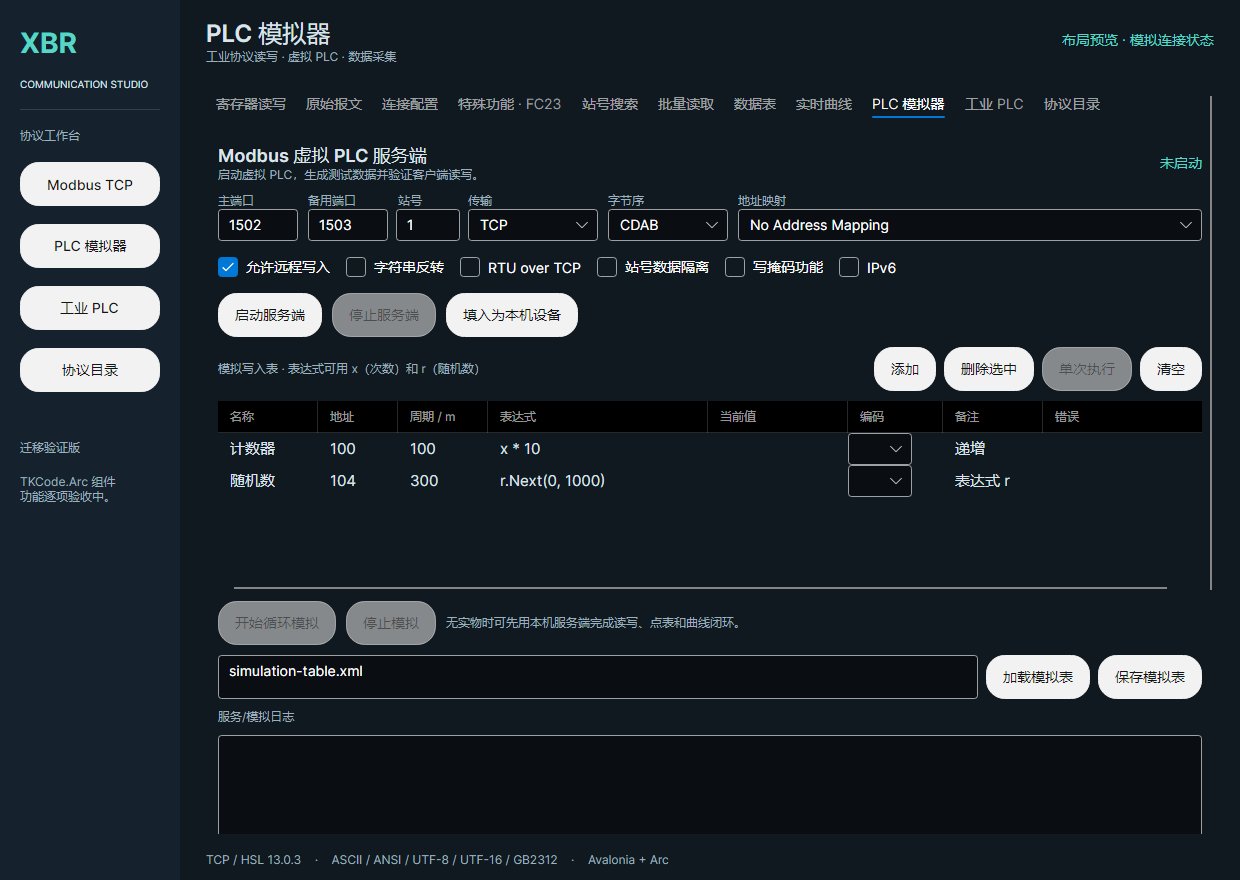 XBR
COMMUNICATION STUDIO
协议工作台
Modbus TCP
PLC 模拟器
工业 PLC
协议目录
迁移验证版
TKCode.Arc 组件
功能逐项验收中。
PLC 模拟器
工业协议读写 · 虚拟 PLC · 数据采集
布局预览 · 模拟连接状态
寄存器读写 原始报文 连接配置 特殊功能 · FC23 站号搜索 批量读取 数据表 实时曲线 PLC 模拟器 工业 PLC 协议目录
Modbus 虚拟 PLC 服务端
启动虚拟 PLC，生成测试数据并验证客户端读写。
未启动
主端口 备用端口 站号 传输 字节序 地址映射
1502 1503 1 TCP CDAB No Address Mapping
允许远程写入 字符串反转 RTU over TCP 站号数据隔离 写掩码功能 IPv6
启动服务端 停止服务端 填入为本机设备
模拟写入表 · 表达式可用 x（次数）和 r（随机数）
添加 删除选中 单次执行 清空
名称 地址 周期 / m 表达式 当前值 编码 备注 错误
计数器 100 100 x * 10 递增
随机数 104 300 r.Next(0, 1000) 表达式 r
开始循环模拟 停止模拟 无实物时可先用本机服务端完成读写、点表和曲线闭环。
simulation-table.xml 加载模拟表 保存模拟表
服务/模拟日志
TCP / HSL 13.0.3 · ASCII / ANSI / UTF-8 / UTF-16 / GB2312 · Avalonia + Arc